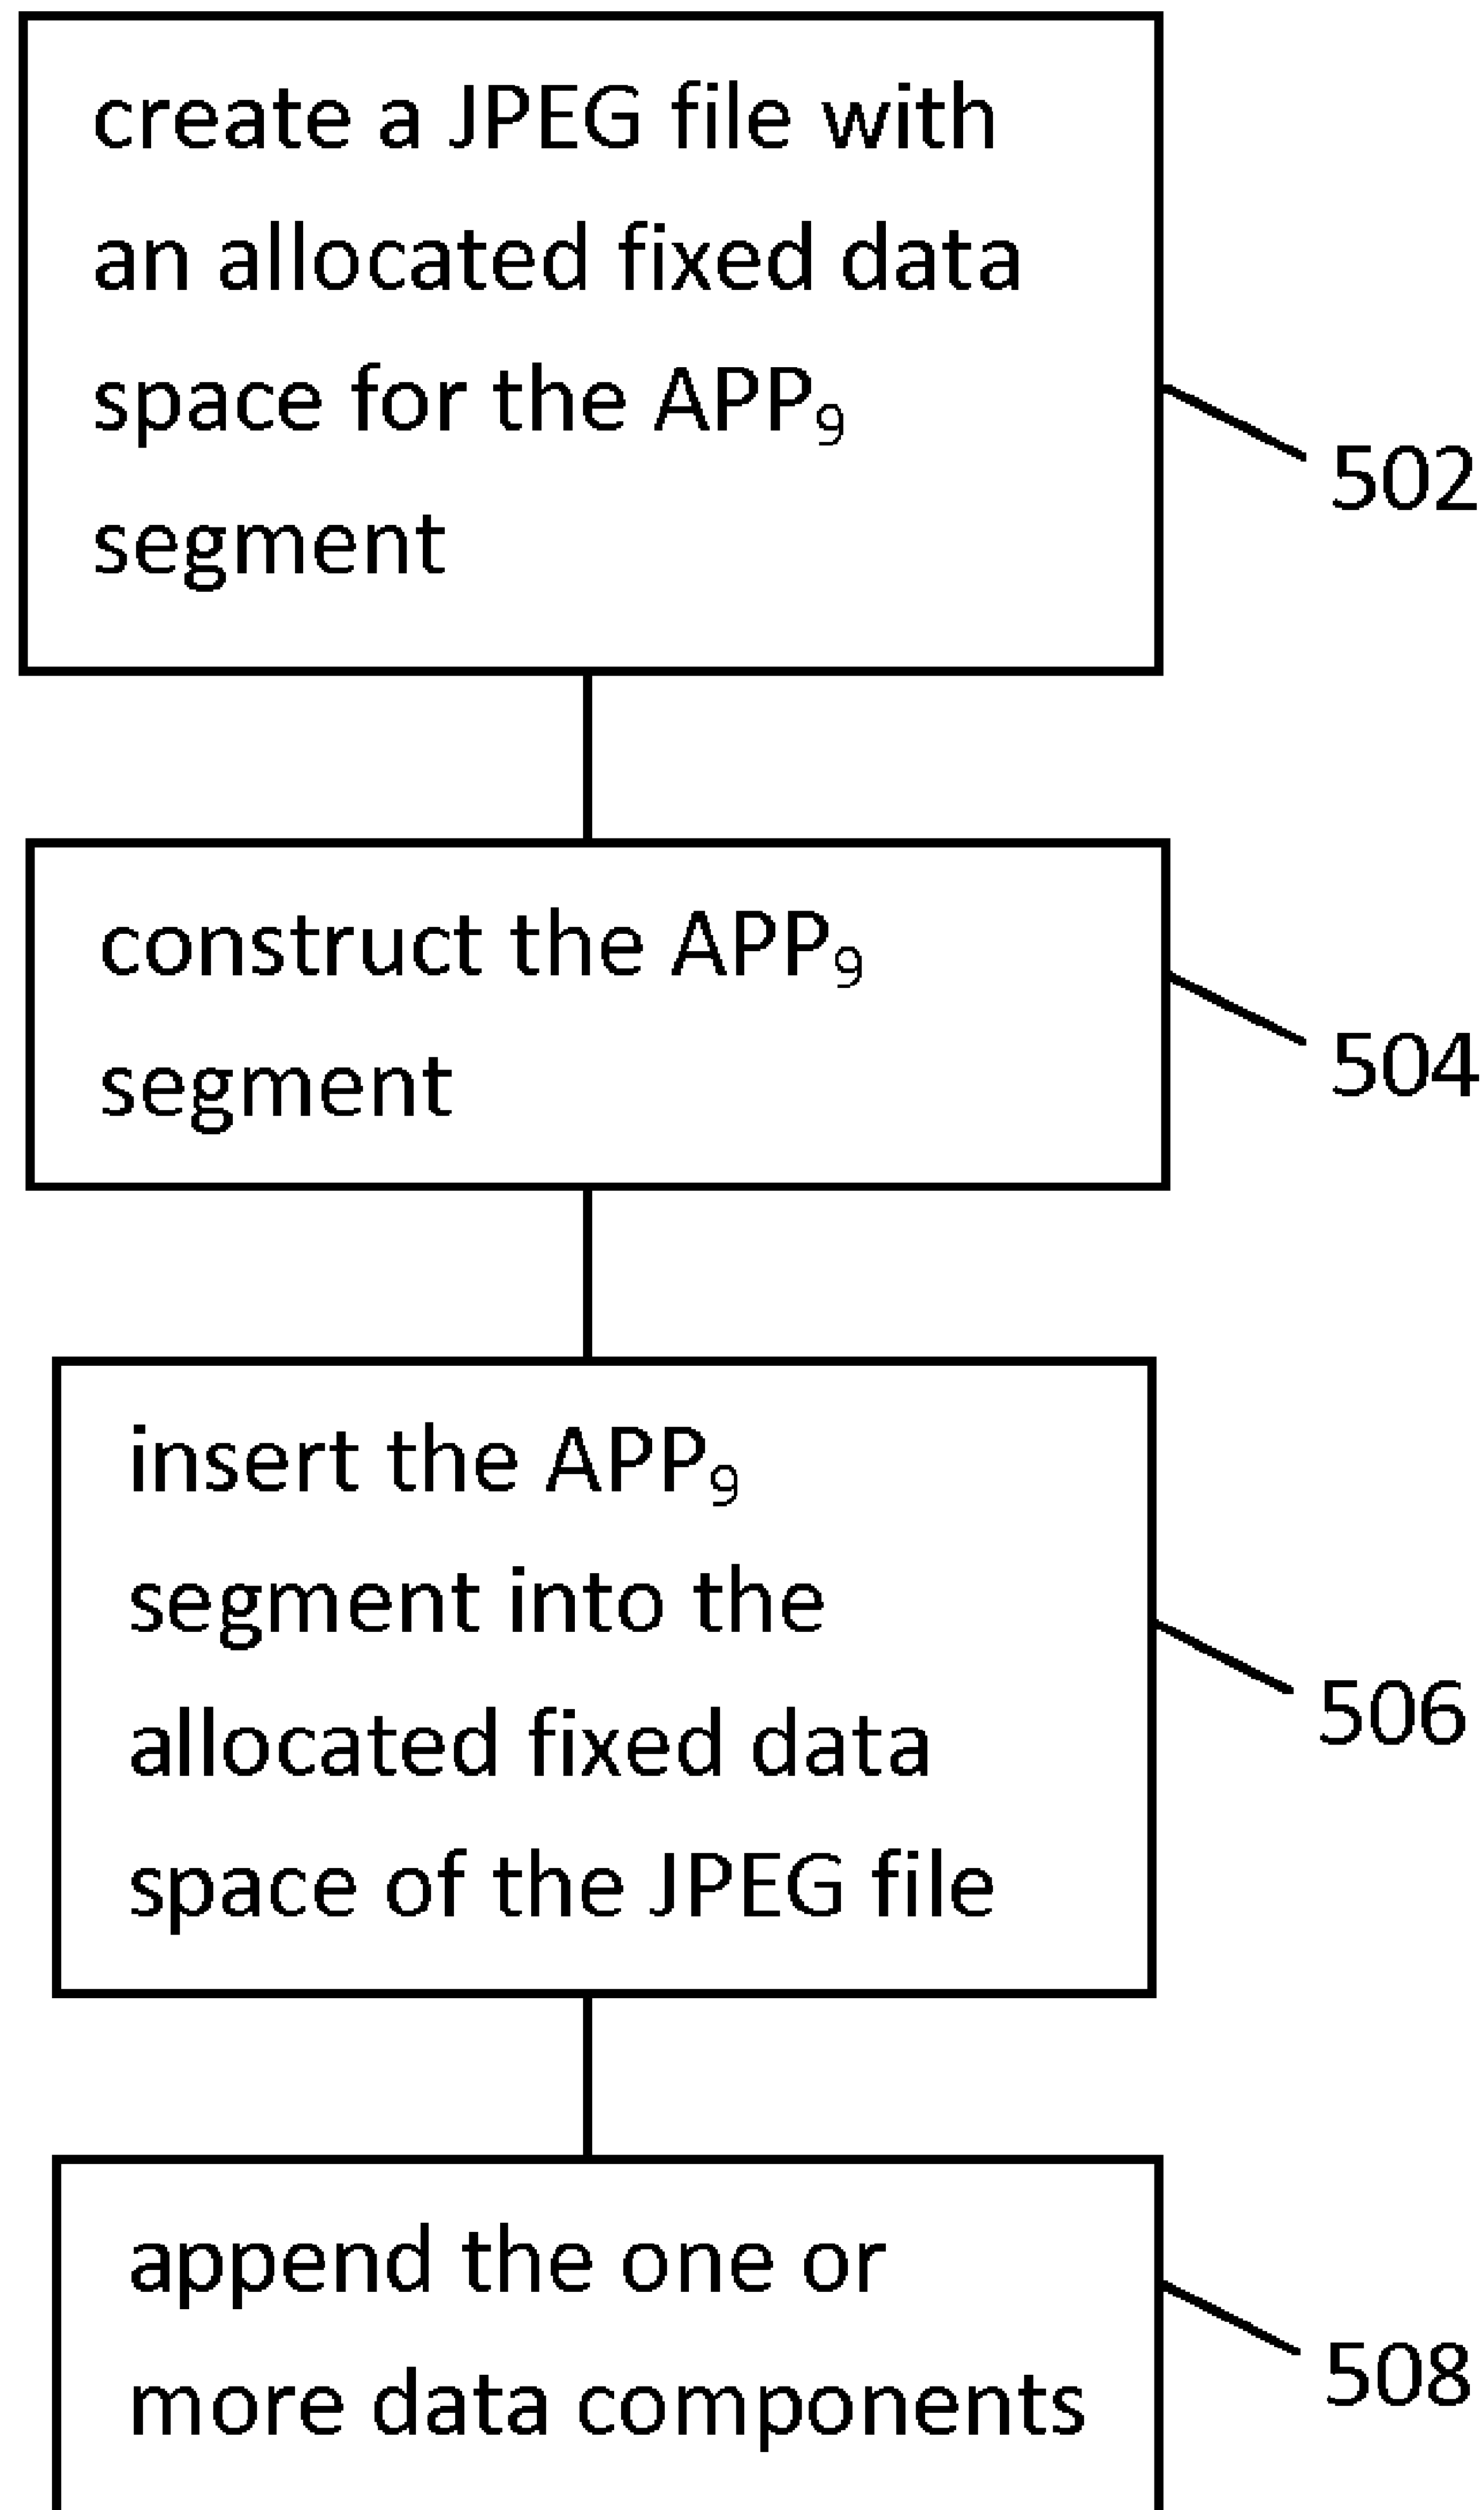 create a JPEG file with
an allocated fixed data
space for the APP₉
segment
502
construct the APP₉
segment
504
insert the APP₉
segment into the
allocated fixed data
space of the JPEG file
506
append the one or
more data components
508